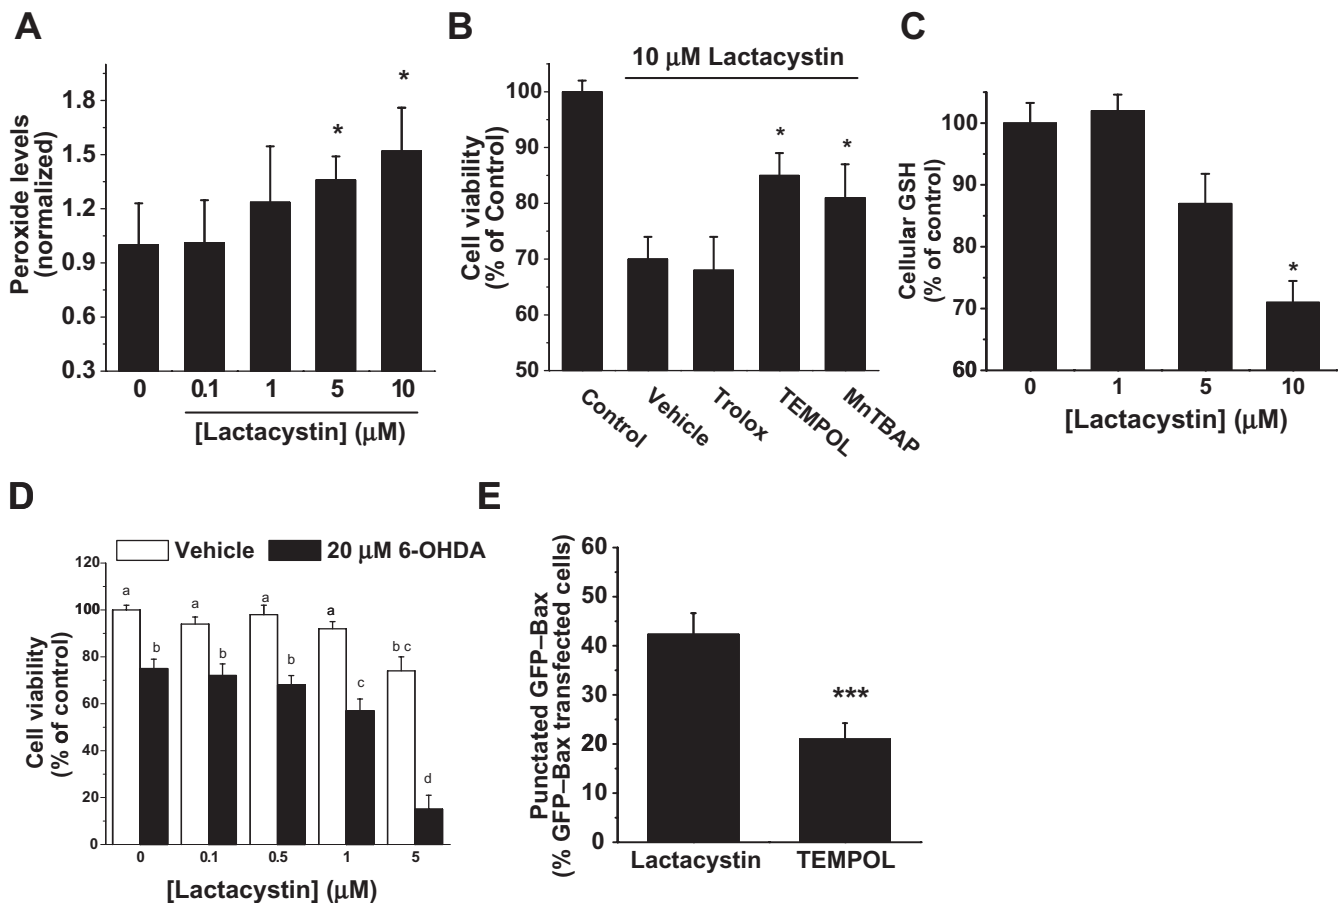 A
Peroxide levels
(normalized)
1.8
1.5
1.2
0.9
0.6
0.3
*
*
0 0.1 1 5 10
[Lactacystin] (μM)
B
10 μM Lactacystin
Cell viability
(% of Control)
100
90
80
70
60
50
*
*
Control
Vehicle
Trolox
TEMPOL
MnTBAP
C
Cellular GSH
(% of control)
100
90
80
70
60
*
0 1 5 10
[Lactacystin] (μM)
D
Vehicle 20 μM 6-OHDA
Cell viability
(% of control)
120
100
80
60
40
20
0
a b a b a b a c b c d
0 0.1 0.5 1 5
[Lactacystin] (μM)
E
Punctated GFP–Bax
(% GFP–Bax transfected cells)
60
50
40
30
20
10
0
***
Lactacystin TEMPOL